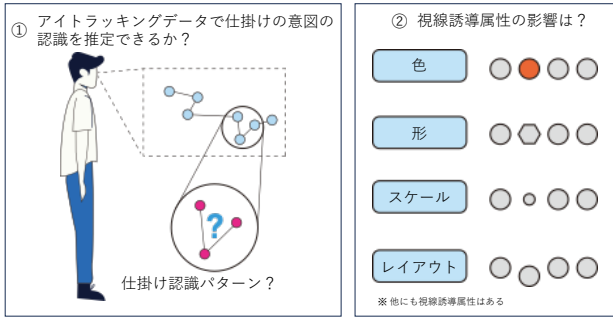 ① アイトラッキングデータで仕掛けの意図の
認識を推定できるか？
?
仕掛け認識パターン？
② 視線誘導属性の影響は？
色
形
スケール
レイアウト
※ 他にも視線誘導属性はある